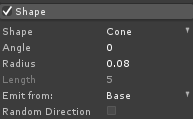 Shape
Shape Cone
Angle 0
Radius 0.08
Length 5
Emit from: Base
Random Direction